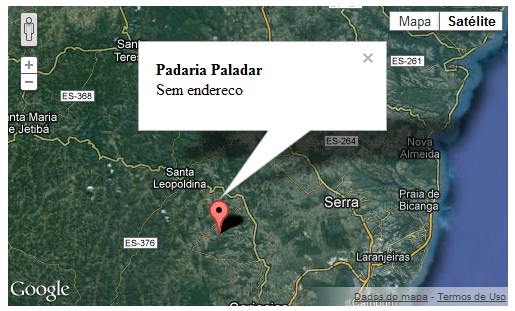 Mapa
Satélite
Santa
Teres
ES-261
Padaria Paladar
Sem endereco
ES-368
anta Maria
de Jetibá
ES-264
Nova
Almeida
Santa
Leopoldina
Praia de
Bicanga
Serra
ES-376
Laranjeiras
Google
Dados do mapa - Termos de Uso
Cariacica